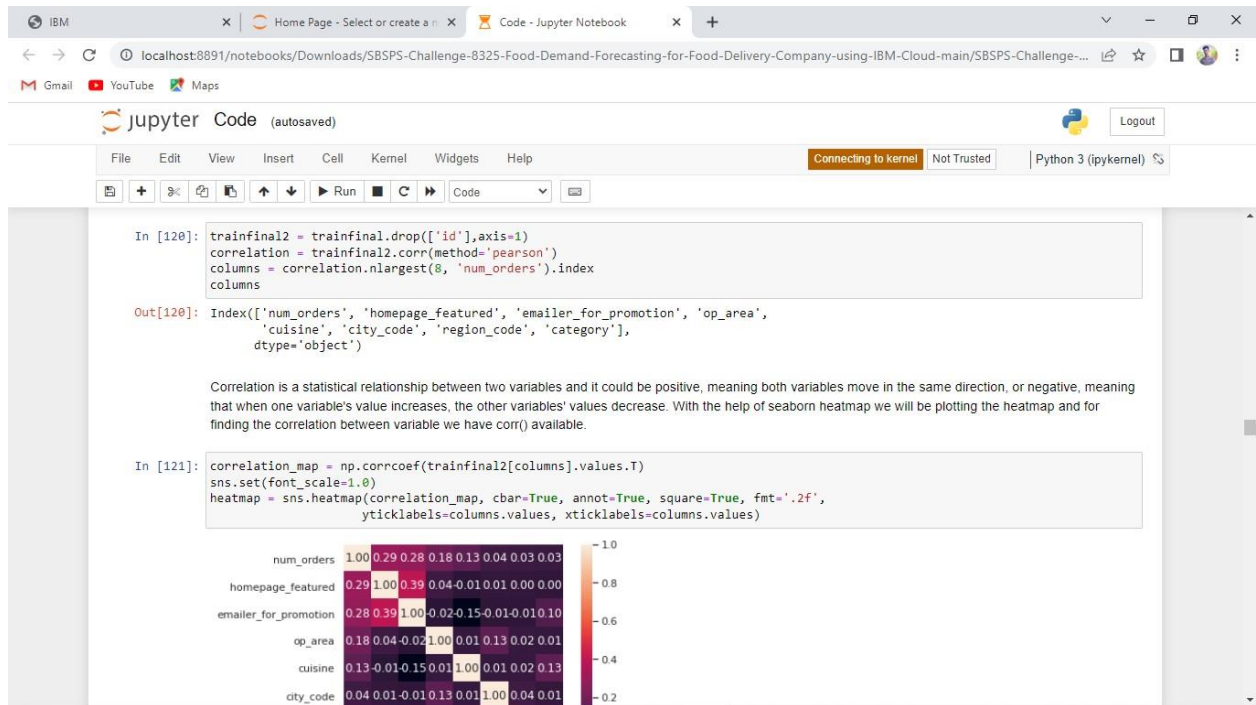 IBM
Home Page - Select or create a n
Code - Jupyter Notebook
localhost:8891/notebooks/Downloads/SBSPS-Challenge-8325-Food-Demand-Forecasting-for-Food-Delivery-Company-using-IBM-Cloud-main/SBSPS-Challenge-...
Gmail YouTube Maps
jupyter Code (autosaved)
Logout
File Edit View Insert Cell Kernel Widgets Help
Connecting to kernel Not Trusted Python 3 (ipykernel)
Run Code
In [120]: trainfinal2 = trainfinal.drop(['id'],axis=1)
correlation = trainfinal2.corr(method='pearson')
columns = correlation.nlargest(8, 'num_orders').index
columns
Out[120]: Index(['num_orders', 'homepage_featured', 'emailer_for_promotion', 'op_area',
'cuisine', 'city_code', 'region_code', 'category'],
dtype='object')
Correlation is a statistical relationship between two variables and it could be positive, meaning both variables move in the same direction, or negative, meaning
that when one variable's value increases, the other variables' values decrease. With the help of seaborn heatmap we will be plotting the heatmap and for
finding the correlation between variable we have corr() available.
In [121]: correlation_map = np.corrcoef(trainfinal2[columns].values.T)
sns.set(font_scale=1.0)
heatmap = sns.heatmap(correlation_map, cbar=True, annot=True, square=True, fmt='.2f',
yticklabels=columns.values, xticklabels=columns.values)
num_orders 1.00 0.29 0.28 0.18 0.13 0.04 0.03 0.03
1.0
homepage_featured 0.29 1.00 0.39 0.04 -0.01 0.01 0.00 0.00
0.8
emailer_for_promotion 0.28 0.39 1.00 -0.02 -0.15 -0.01 -0.01 0.10
0.6
op_area 0.18 0.04 -0.02 1.00 0.01 0.13 0.02 0.01
cuisine 0.13 -0.01 -0.15 0.01 1.00 0.01 0.02 0.13
0.4
city_code 0.04 0.01 -0.01 0.13 0.01 1.00 0.04 0.01
0.2